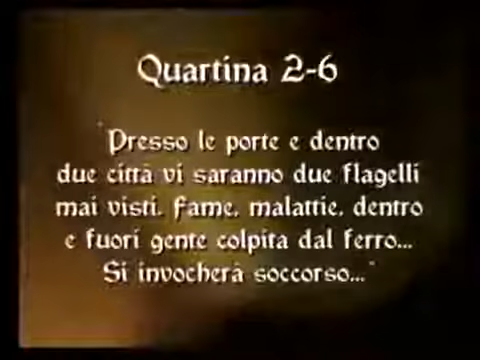 Quartina 2-6
"Presso le porte e dentro
due città vi saranno due flagelli
mai visti. Fame, malattie, dentro
e fuori gente colpita dal ferro...
Si invocherà soccorso..."